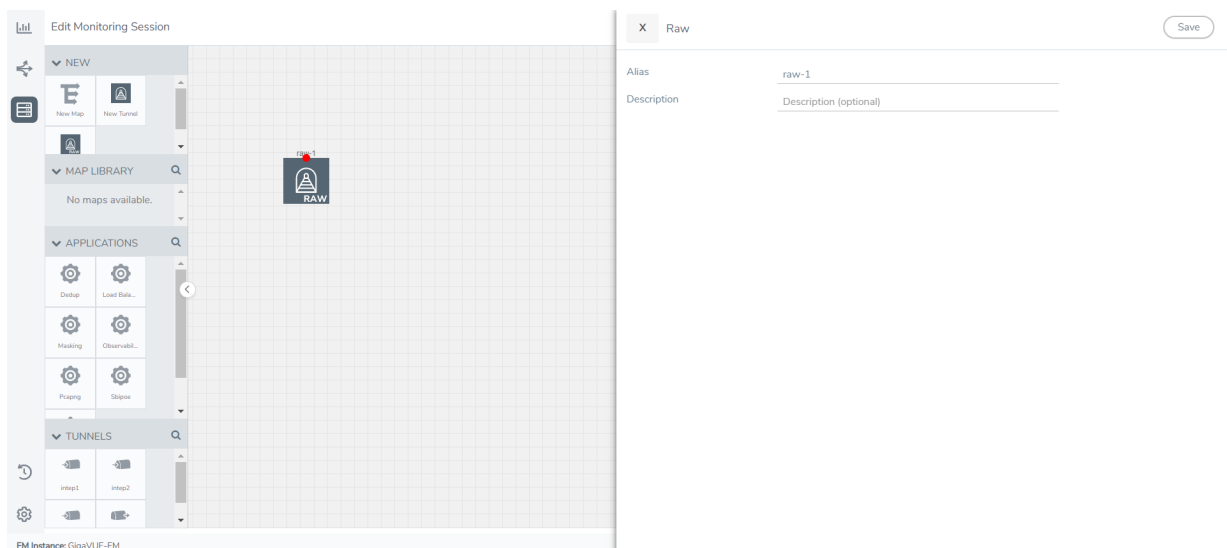 Edit Monitoring Session
NEW
New Map
New Tunnel
RAW
MAP LIBRARY
No maps available.
APPLICATIONS
Dedup
Load Bala...
Masking
Observabil...
Pcapng
Sbipoe
TUNNELS
intep1
intep2
FM Instance: GigaVUE-FM
raw-1
RAW
X Raw
Save
Alias
raw-1
Description
Description (optional)